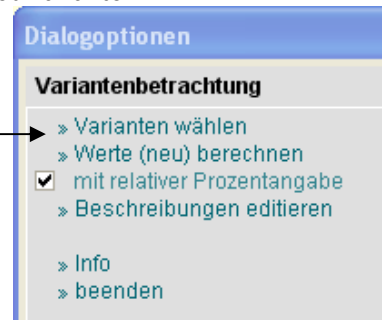 Dialogoptionen
Variantenbetrachtung
» Varianten wählen
» Werte (neu) berechnen
mit relativer Prozentangabe
» Beschreibungen editieren
» Info
» beenden